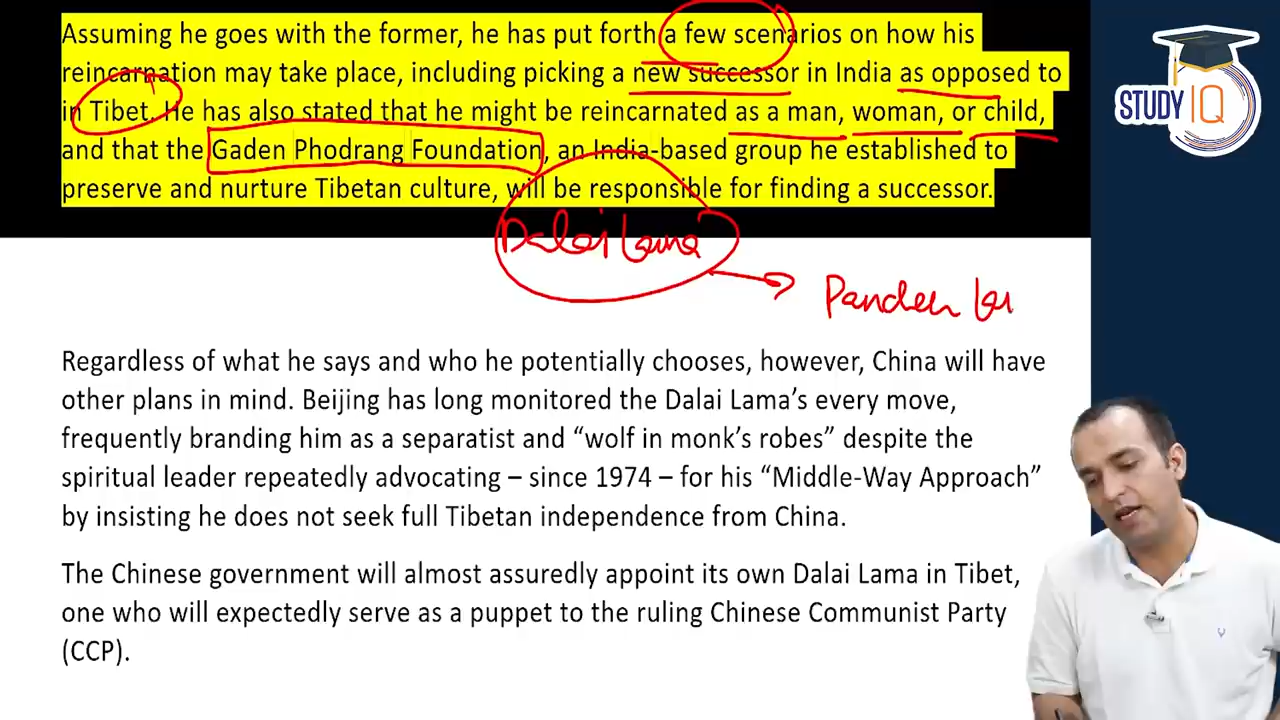 Assuming he goes with the former, he has put forth a few scenarios on how his
reincarnation may take place, including picking a new successor in India as opposed to
in Tibet. He has also stated that he might be reincarnated as a man, woman, or child,
and that the Gaden Phodrang Foundation, an India-based group he established to
preserve and nurture Tibetan culture, will be responsible for finding a successor.
Dalai Lama
Regardless of what he says and who he potentially chooses, however, China will have
other plans in mind. Beijing has long monitored the Dalai Lama’s every move,
frequently branding him as a separatist and “wolf in monk’s robes” despite the
spiritual leader repeatedly advocating – since 1974 – for his “Middle-Way Approach”
by insisting he does not seek full Tibetan independence from China.
The Chinese government will almost assuredly appoint its own Dalai Lama in Tibet,
one who will expectedly serve as a puppet to the ruling Chinese Communist Party
(CCP).
STUDY IQ